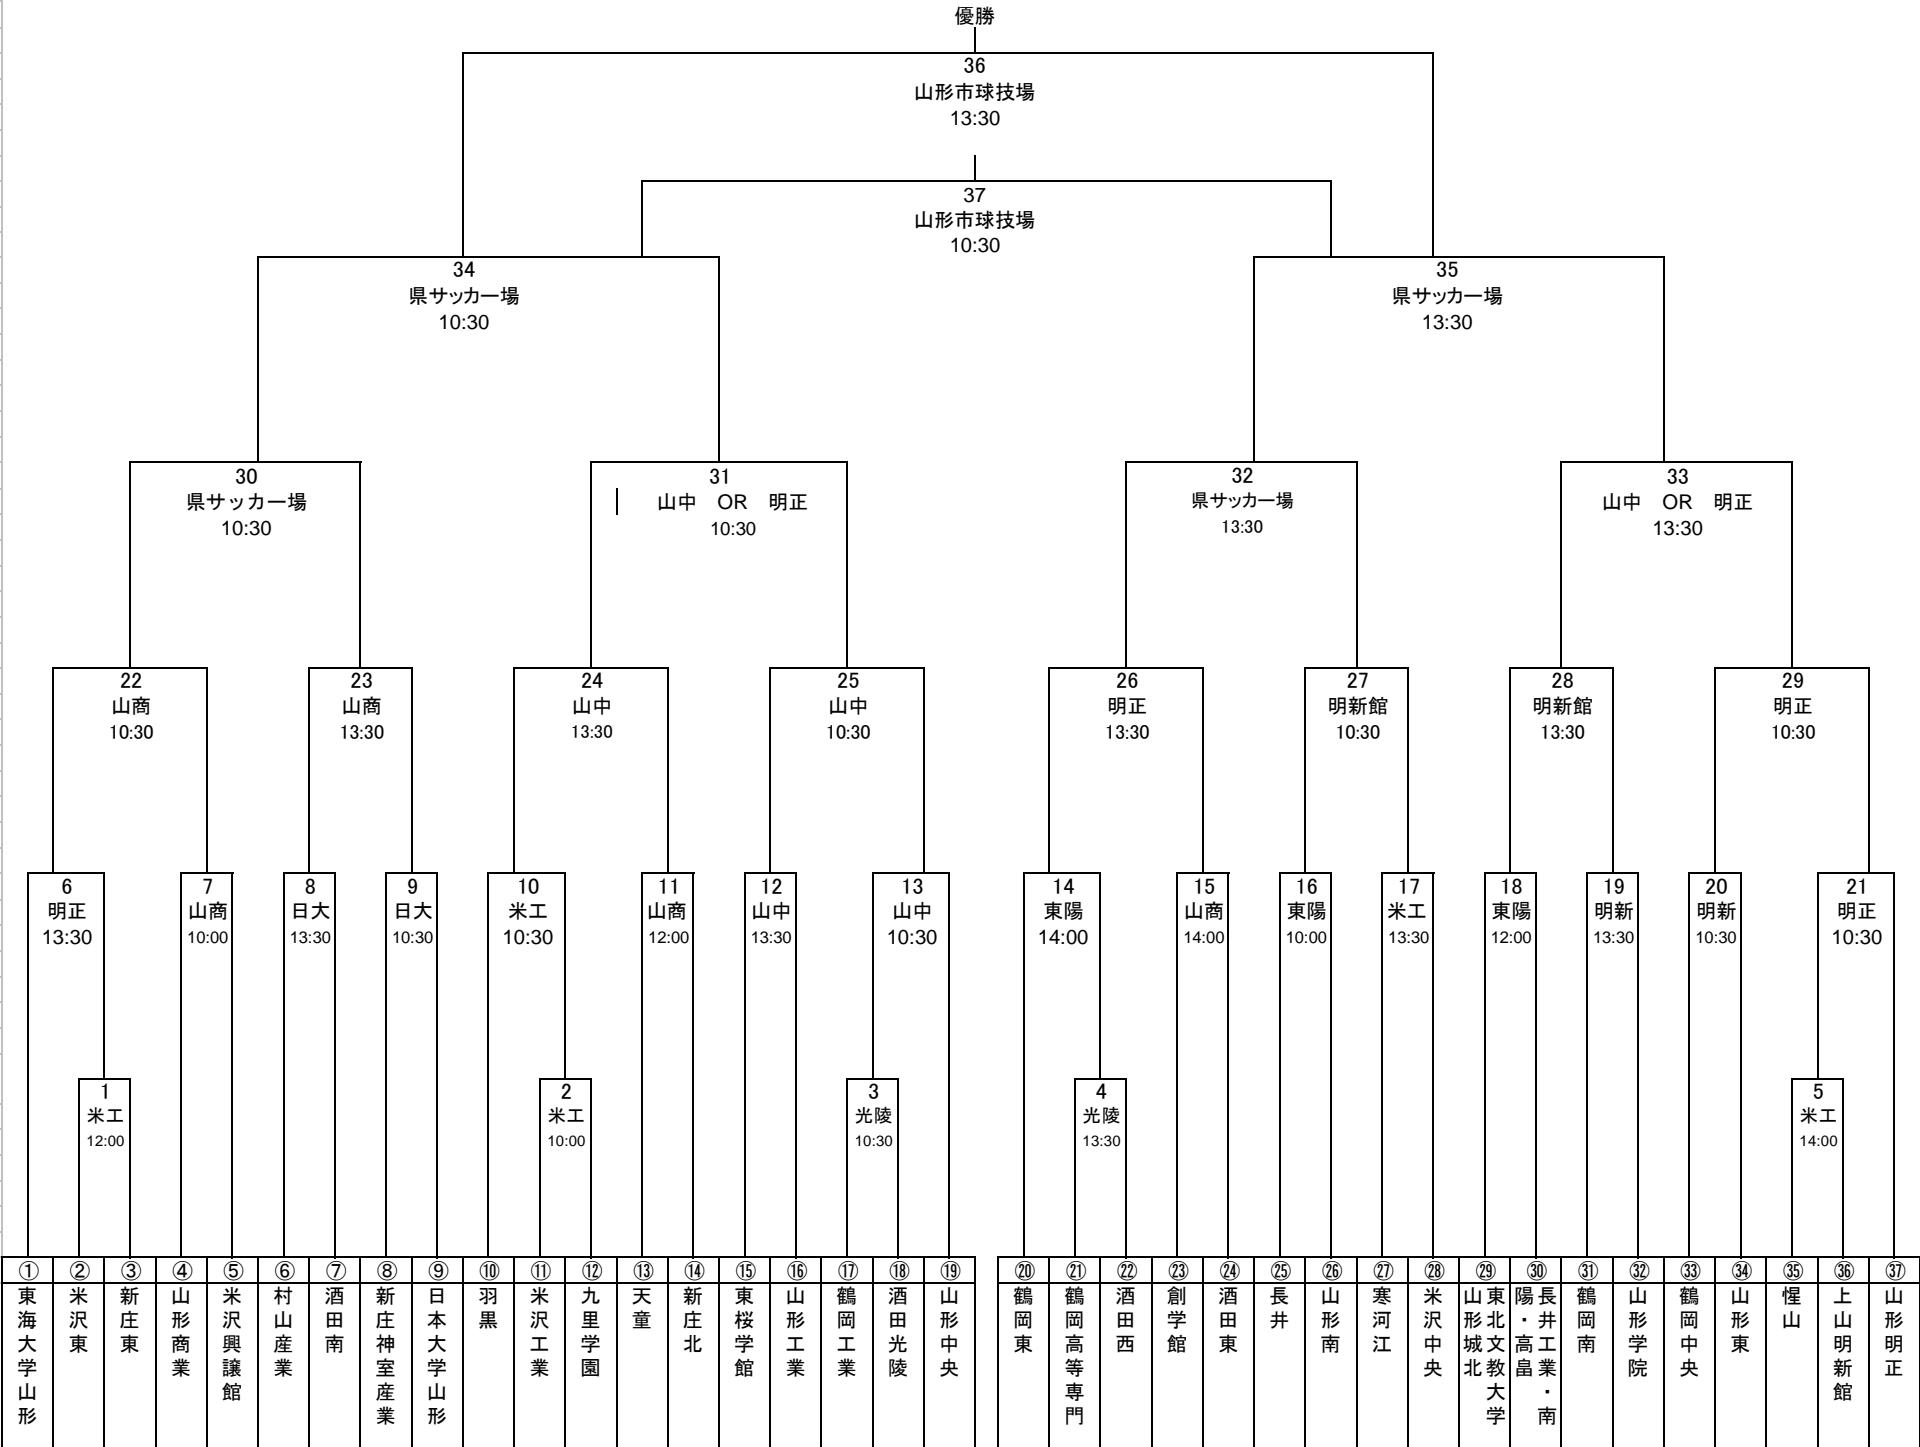 優勝
36
山形市球技場
13:30
37
山形市球技場
10:30
34
県サッカー場
10:30
35
県サッカー場
13:30
30
県サッカー場
10:30
31
山中 OR 明正
10:30
32
県サッカー場
13:30
33
山中 OR 明正
13:30
22
山商
10:30
23
山商
13:30
24
山中
13:30
25
山中
10:30
26
明正
13:30
27
明新館
10:30
28
明新館
13:30
29
明正
10:30
6
明正
13:30
7
山商
10:00
8
日大
13:30
9
日大
10:30
10
米工
10:30
11
山商
12:00
12
山中
13:30
13
山中
10:30
14
東陽
14:00
15
山商
14:00
16
東陽
10:00
17
米工
13:30
18
東陽
12:00
19
明新
13:30
20
明新
10:30
21
明正
10:30
1
米工
12:00
2
米工
10:00
3
光陵
10:30
4
光陵
13:30
5
米工
14:00
①
東海大学山形
②
米沢東
③
新庄東
④
山形商業
⑤
米沢興譲館
⑥
村山産業
⑦
酒田南
⑧
新庄神室産業
⑨
日本大学山形
⑩
羽黒
⑪
米沢工業
⑫
九里学園
⑬
天童
⑭
新庄北
⑮
東桜学館
⑯
山形工業
⑰
鶴岡工業
⑱
酒田光陵
⑲
山形中央
⑳
鶴岡東
㉑
鶴岡高等専門
㉒
酒田西
㉓
創学館
㉔
酒田東
㉕
長井
㉖
山形南
㉗
寒河江
㉘
米沢中央
㉙
東北文教大学
山形城北
㉚
長井工業・南
陽・高畠
㉛
鶴岡南
㉜
山形学院
㉝
鶴岡中央
㉞
山形東
㉟
惺山
㊱
上山明新館
㊲
山形明正